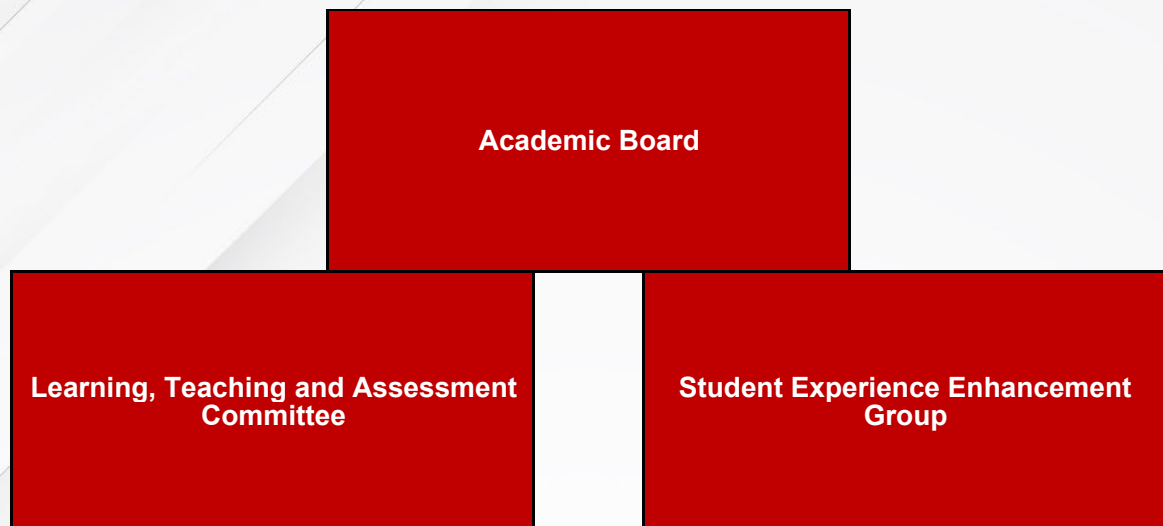 Academic Board
Learning, Teaching and Assessment
Committee
Student Experience Enhancement
Group